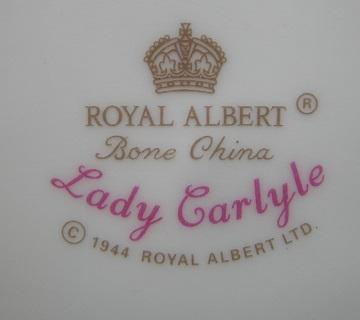 ROYAL ALBERT ®
Bone China
Lady Carlyle
© 1944 ROYAL ALBERT LTD.